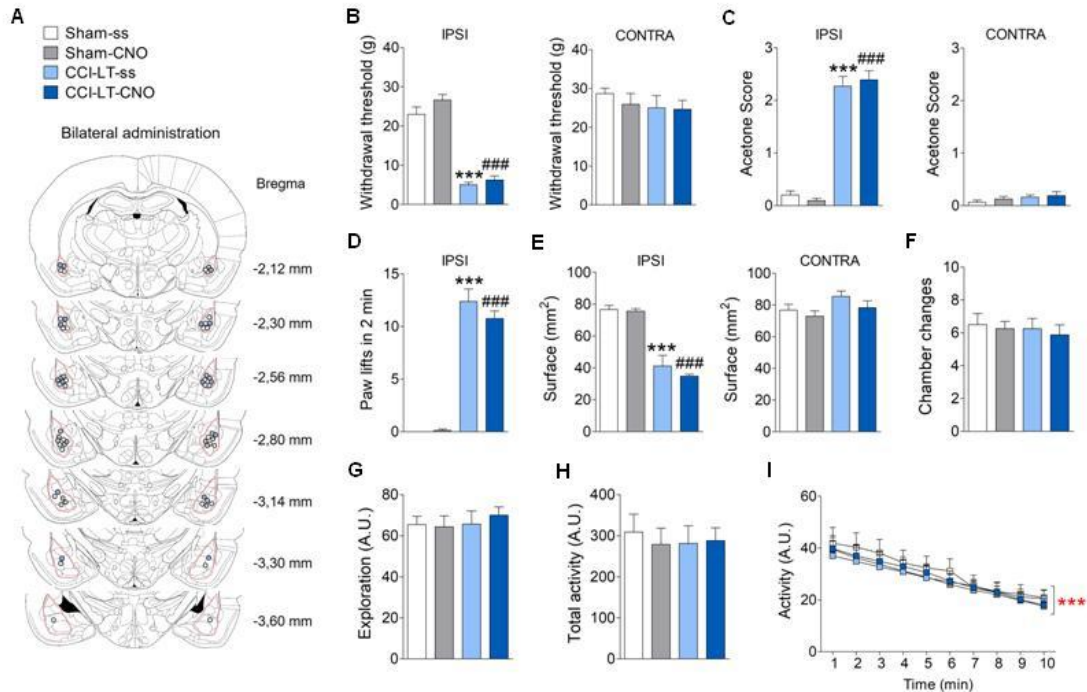 A
Sham-ss
Sham-CNO
CCI-LT-ss
CCI-LT-CNO
Bilateral administration
Bregma
-2,12 mm
-2,30 mm
-2,56 mm
-2,80 mm
-3,14 mm
-3,30 mm
-3,60 mm
B
IPSI
Withdrawal threshold (g)
40
30
20
10
0
***
###
CONTRA
Withdrawal threshold (g)
40
30
20
10
0
C
IPSI
Acetone Score
3
2
1
0
***
###
CONTRA
Acetone Score
3
2
1
0
D
IPSI
Paw lifts in 2 min
15
10
5
0
***
###
E
IPSI
Surface (mm²)
100
80
60
40
20
0
***
###
CONTRA
Surface (mm²)
100
80
60
40
20
0
F
Chamber changes
10
8
6
4
2
0
G
Exploration (A.U.)
80
60
40
20
0
H
Total activity (A.U.)
400
300
200
100
0
I
Activity (A.U.)
60
40
20
0
***
1 2 3 4 5 6 7 8 9 10
Time (min)